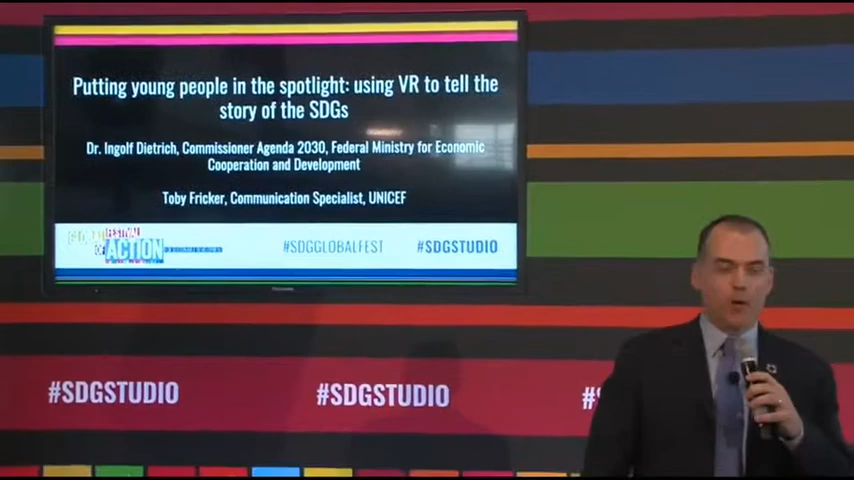 Putting young people in the spotlight: using VR to tell the
story of the SDGs
Dr. Ingolf Dietrich, Commissioner Agenda 2030, Federal Ministry for Economic
Cooperation and Development
Toby Fricker, Communication Specialist, UNICEF
FESTIVAL
OF ACTION
#SDGGLOBALFEST #SDGSTUDIO
#SDGSTUDIO #SDGSTUDIO #S